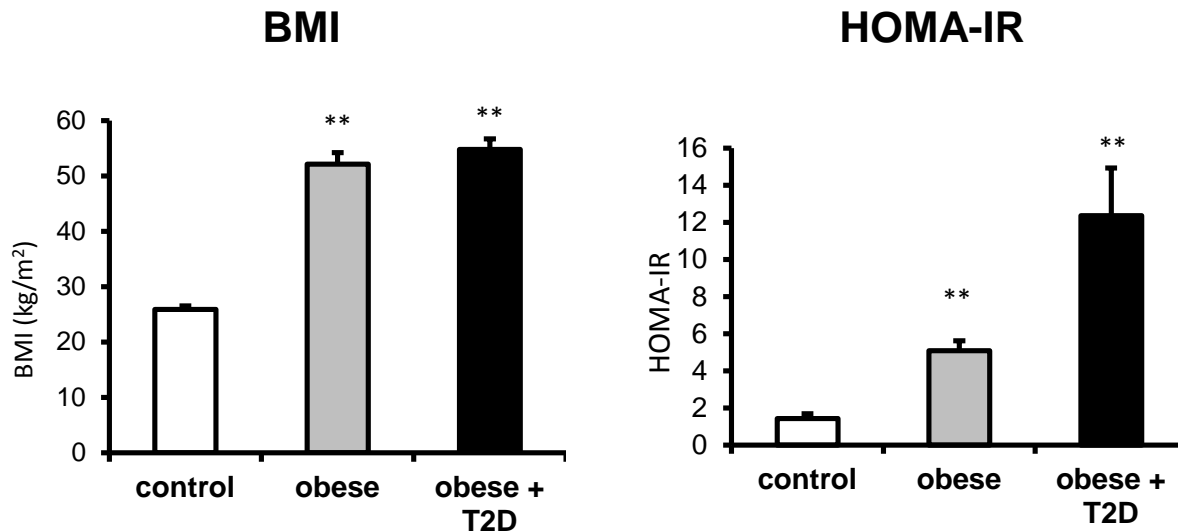 BMI
BMI (kg/m²)
60
50
40
30
20
10
0
**
**
control
obese
obese +
T2D
HOMA-IR
HOMA-IR
16
14
12
10
8
6
4
2
0
**
**
control
obese
obese +
T2D